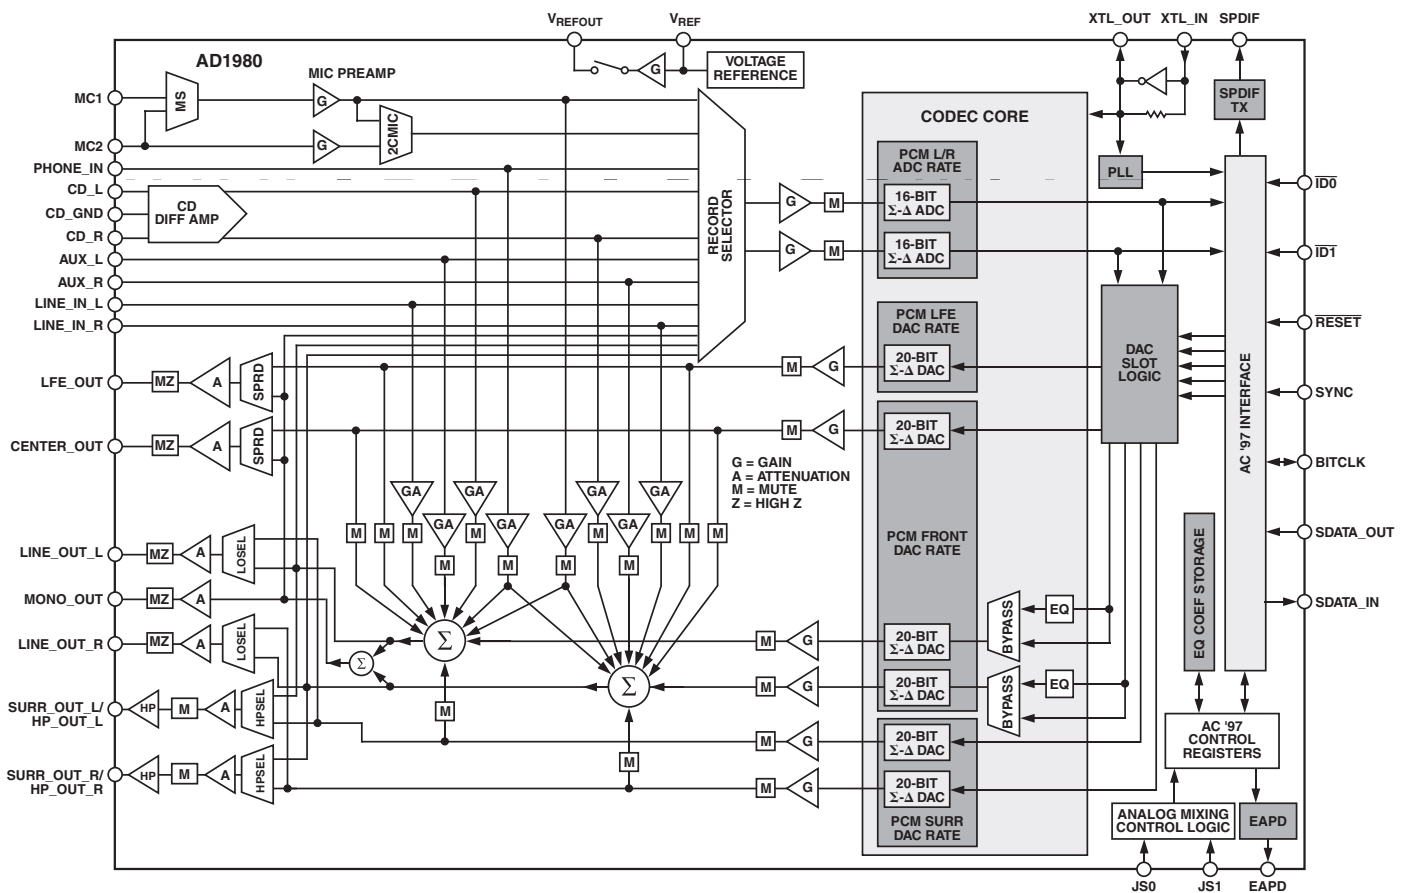 V REFOUT
V REF
XTL_OUT
XTL_IN
SPDIF
AD1980
MIC PREAMP
G
VOLTAGE
REFERENCE
MC1
MS
G
2CMIC
MC2
G
PHONE_IN
CD_L
CD_GND
CD
DIFF AMP
CD_R
AUX_L
AUX_R
LINE_IN_L
LINE_IN_R
RECORD
SELECTOR
G
M
G
M
CODEC CORE
PCM L/R
ADC RATE
16-BIT
Σ-Δ ADC
16-BIT
Σ-Δ ADC
PLL
SPDIF
TX
ID0
ID1
RESET
SYNC
BITCLK
SDATA_OUT
SDATA_IN
AC '97 INTERFACE
DAC
SLOT
LOGIC
PCM LFE
DAC RATE
20-BIT
Σ-Δ DAC
M
G
LFE_OUT
MZ
A
SPRD
CENTER_OUT
MZ
A
SPRD
M
G
20-BIT
Σ-Δ DAC
G = GAIN
A = ATTENUATION
M = MUTE
Z = HIGH Z
GA
GA
GA
GA
GA
GA
GA
GA
M
M
M
M
M
M
M
M
M
M
M
M
PCM FRONT
DAC RATE
LINE_OUT_L
MZ
A
LOSEL
MONO_OUT
MZ
A
LINE_OUT_R
MZ
A
LOSEL
Σ
Σ
Σ
M
G
20-BIT
Σ-Δ DAC
BYPASS
EQ
M
G
20-BIT
Σ-Δ DAC
BYPASS
EQ
EQ COEF STORAGE
SURR_OUT_L/
HP_OUT_L
HP
M
A
HPSEL
M
M
G
20-BIT
Σ-Δ DAC
SURR_OUT_R/
HP_OUT_R
HP
M
A
HPSEL
M
M
G
20-BIT
Σ-Δ DAC
PCM SURR
DAC RATE
AC '97
CONTROL
REGISTERS
ANALOG MIXING
CONTROL LOGIC
EAPD
JS0
JS1
EAPD